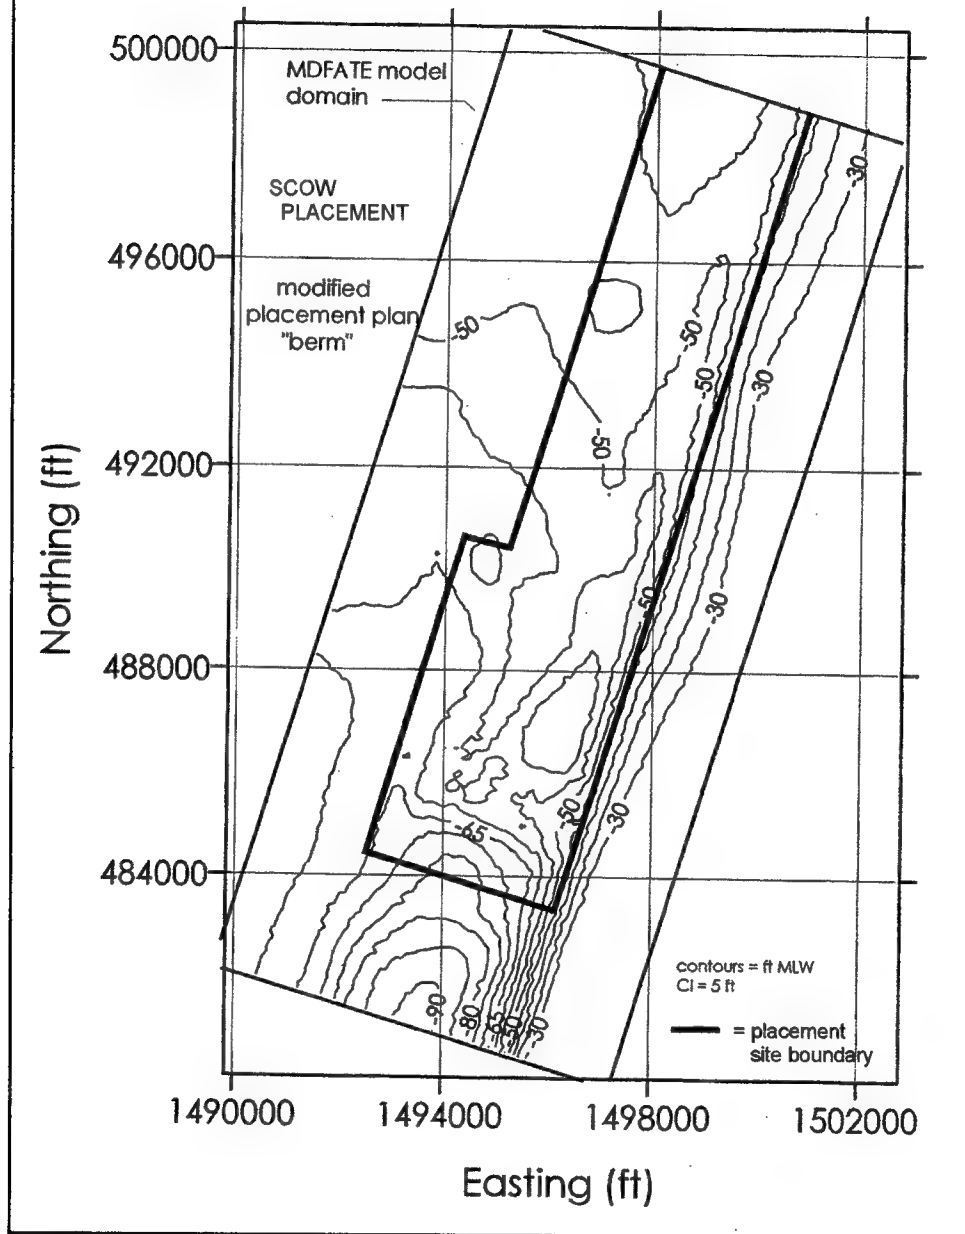 500000
MDFATE model
domain
-30
SCOW
PLACEMENT
496000
modified
placement plan
"berm"
-50
-50
-50
-30
-50
492000
Northing (ft)
-50
-30
488000
-50
-30
-65
484000
contours = ft MLW
CI = 5 ft
-90
-80
-65
-50
-30
= placement
site boundary
1490000
1494000
1498000
1502000
Easting (ft)